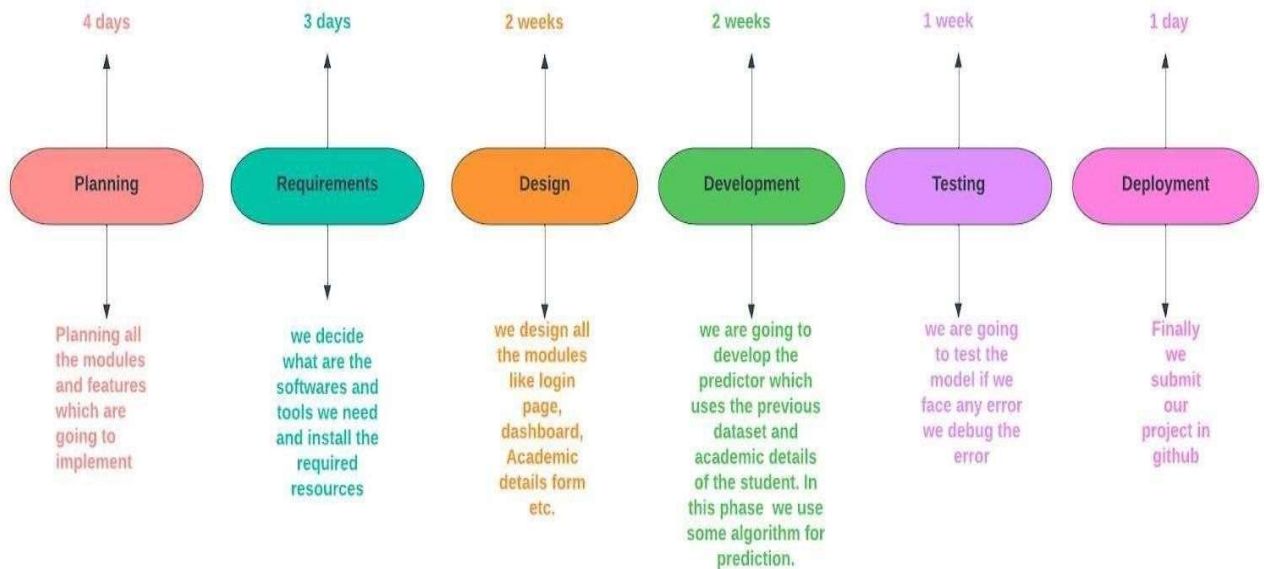 4 days
3 days
2 weeks
2 weeks
1 week
1 day
Planning
Requirements
Design
Development
Testing
Deployment
Planning all
the modules
and features
which are
going to
implement
we decide
what are the
softwares and
tools we need
and install the
required
resources
we design all
the modules
like login
page,
dashboard,
Academic
details form
etc.
we are going to
develop the
predictor which
uses the previous
dataset and
academic details
of the student. In
this phase we use
some algorithm for
prediction.
we are going
to test the
model if we
face any error
we debug the
error
Finally
we
submit
our
project in
github